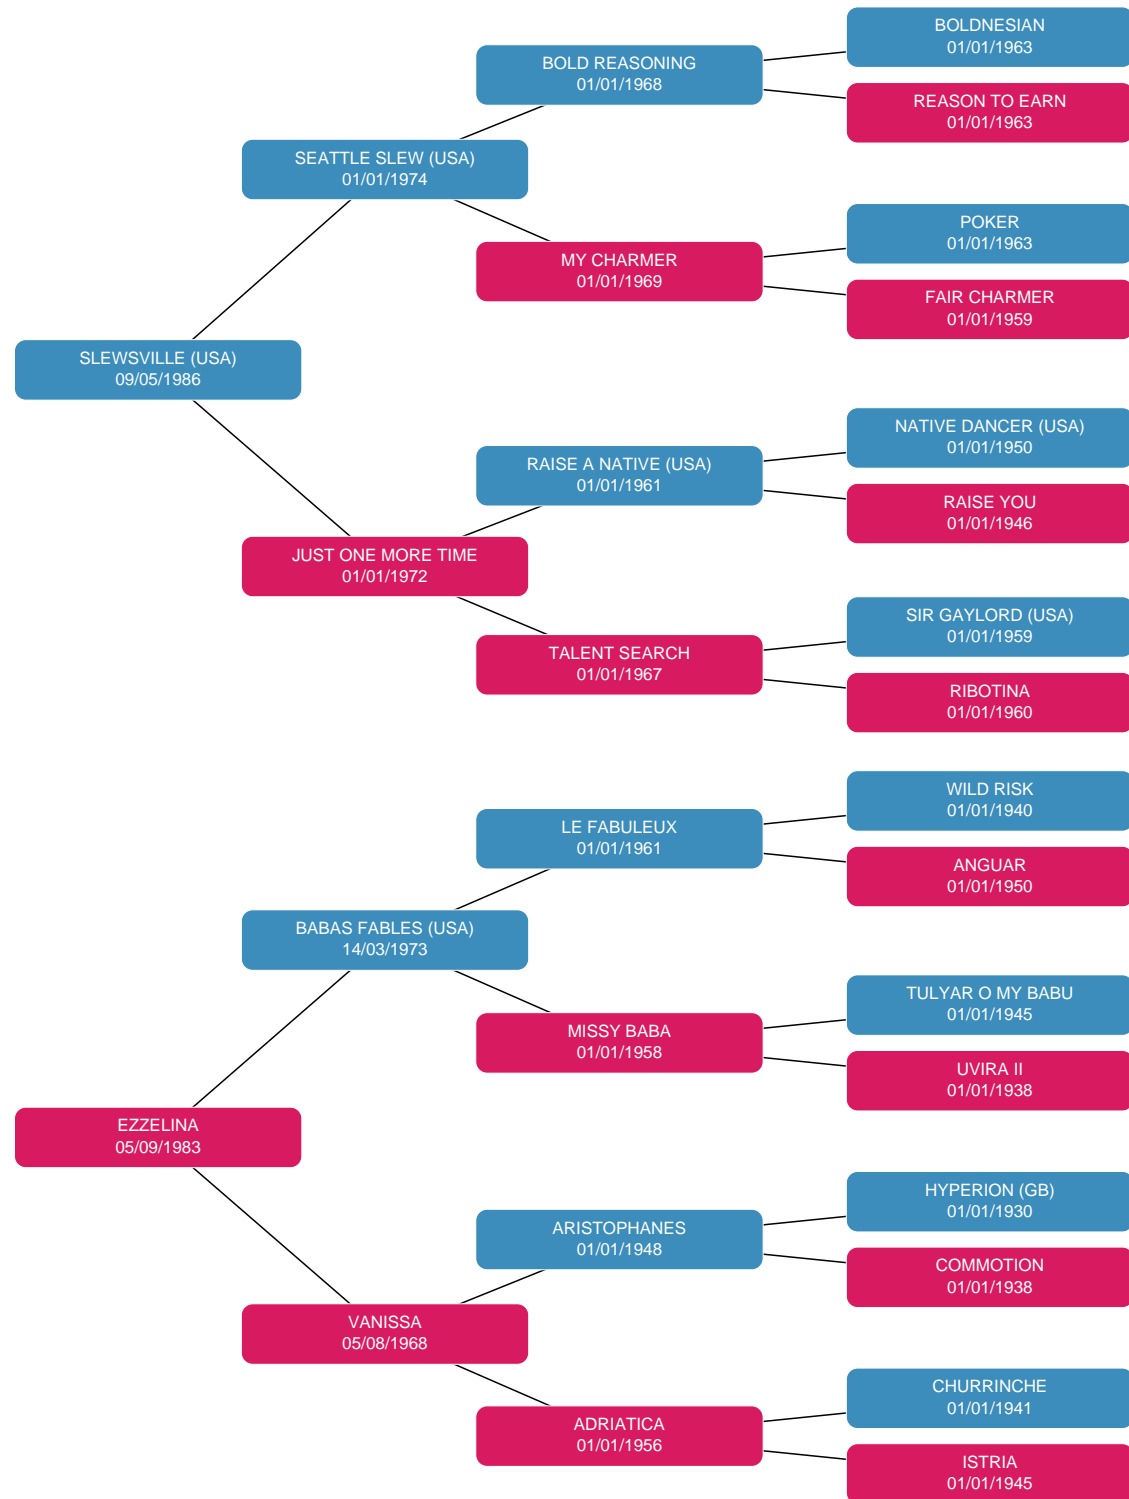 BOLDNESIAN
01/01/1963
BOLD REASONING
01/01/1968
REASON TO EARN
01/01/1963
SEATTLE SLEW (USA)
01/01/1974
POKER
01/01/1963
MY CHARMER
01/01/1969
FAIR CHARMER
01/01/1959
SLEWSVILLE (USA)
09/05/1986
NATIVE DANCER (USA)
01/01/1950
RAISE A NATIVE (USA)
01/01/1961
RAISE YOU
01/01/1946
JUST ONE MORE TIME
01/01/1972
SIR GAYLORD (USA)
01/01/1959
TALENT SEARCH
01/01/1967
RIBOTINA
01/01/1960
WILD RISK
01/01/1940
LE FABULEUX
01/01/1961
ANGUAR
01/01/1950
BABAS FABLES (USA)
14/03/1973
TULYAR O MY BABU
01/01/1945
MISSY BABA
01/01/1958
UVIRA II
01/01/1938
EZZELINA
05/09/1983
HYPERION (GB)
01/01/1930
ARISTOPHANES
01/01/1948
COMMOTION
01/01/1938
VANISSA
05/08/1968
CHURRINCHE
01/01/1941
ADRIATICA
01/01/1956
ISTRIA
01/01/1945